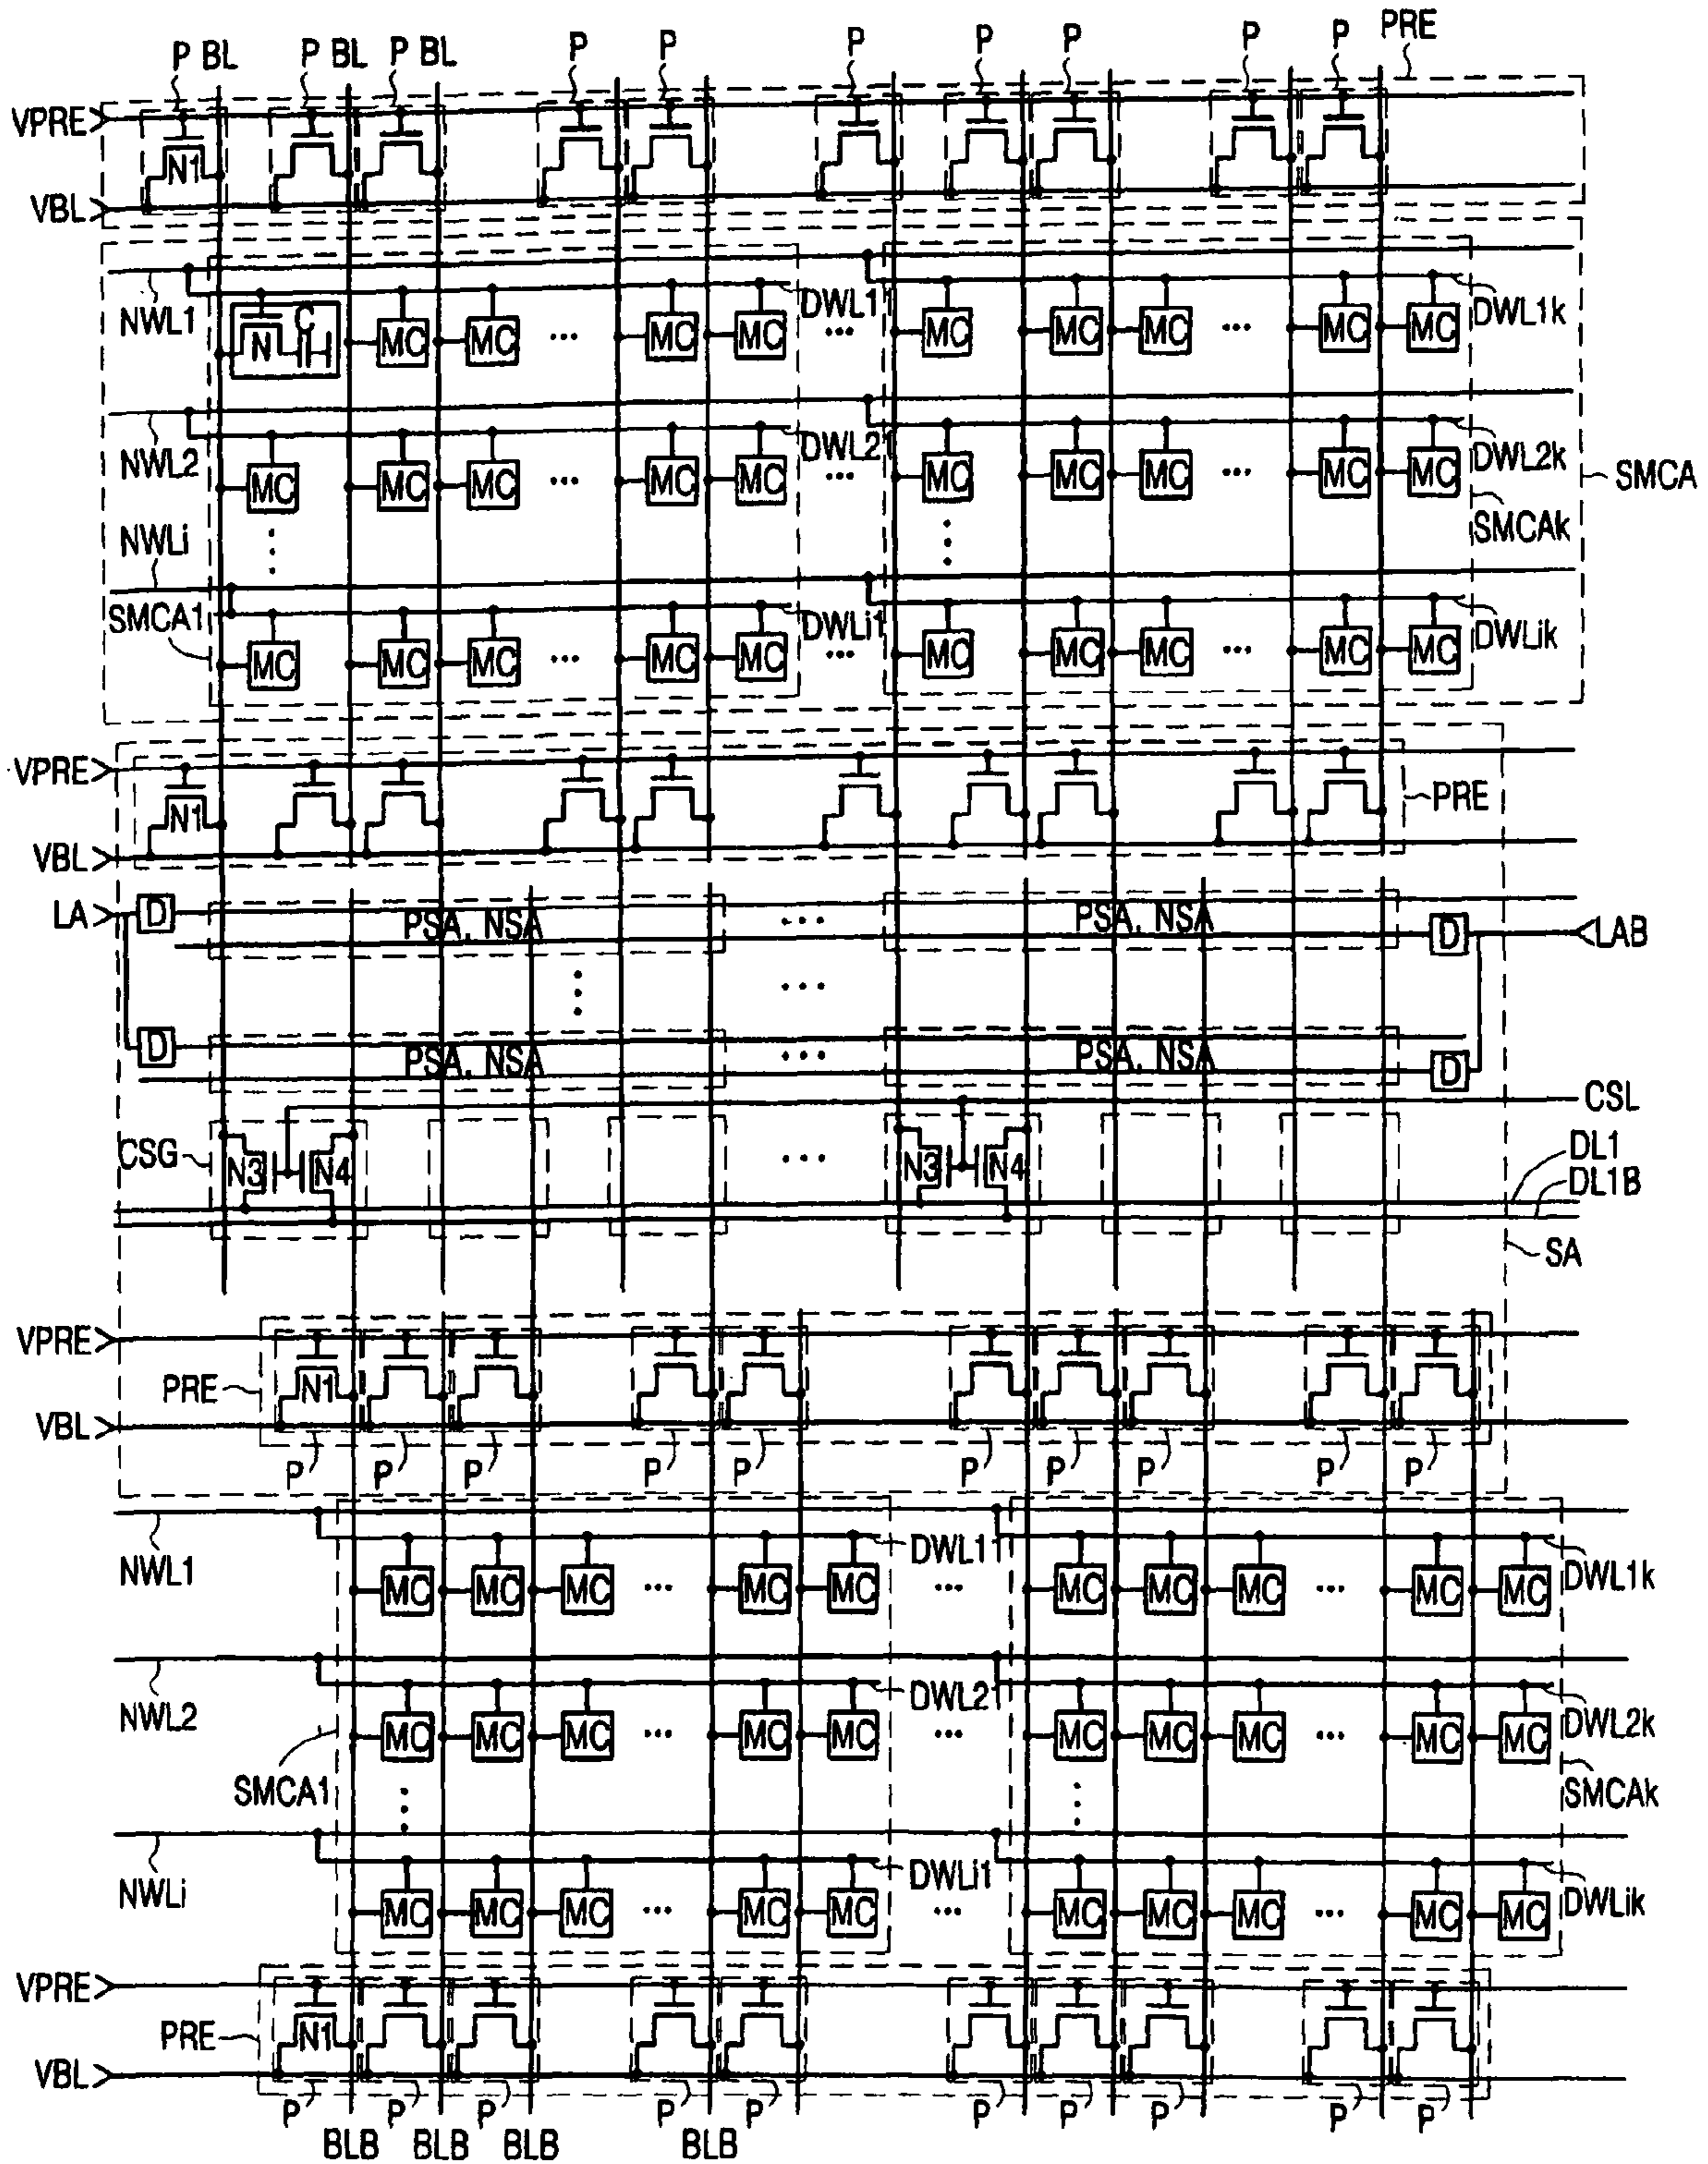 P BL P BL P BL P P P P P P P PRE
VPRE
N1
VBL
NWL1 DWL11 DWL1k
N C MC MC ... MC MC ... MC MC MC ... MC MC
NWL2 DWL21 DWL2k
MC MC MC ... MC MC ... MC MC MC ... MC MC SMCA
SMCAk
NWLi
SMCA1 DWLi1 DWLik
MC MC MC ... MC MC ... MC MC MC ... MC MC
VPRE
N1 PRE
VBL
LA D PSA, NSA ... PSA, NSA D LAB
...
D PSA, NSA ... PSA, NSA D
CSL
CSG N3 N4 ... N3 N4 DL1
DL1B
SA
VPRE
PRE N1
VBL
P P P P P P P P P P
NWL1 DWL11 DWL1k
MC MC MC ... MC MC ... MC MC MC ... MC MC
NWL2 DWL2 DWL2k
MC MC MC ... MC MC ... MC MC MC ... MC MC
SMCA1 SMCAk
NWLi DWLi1 DWLik
MC MC MC ... MC MC ... MC MC MC ... MC MC
VPRE
PRE N1
VBL
P P P P P P P P P P
BLB BLB BLB BLB